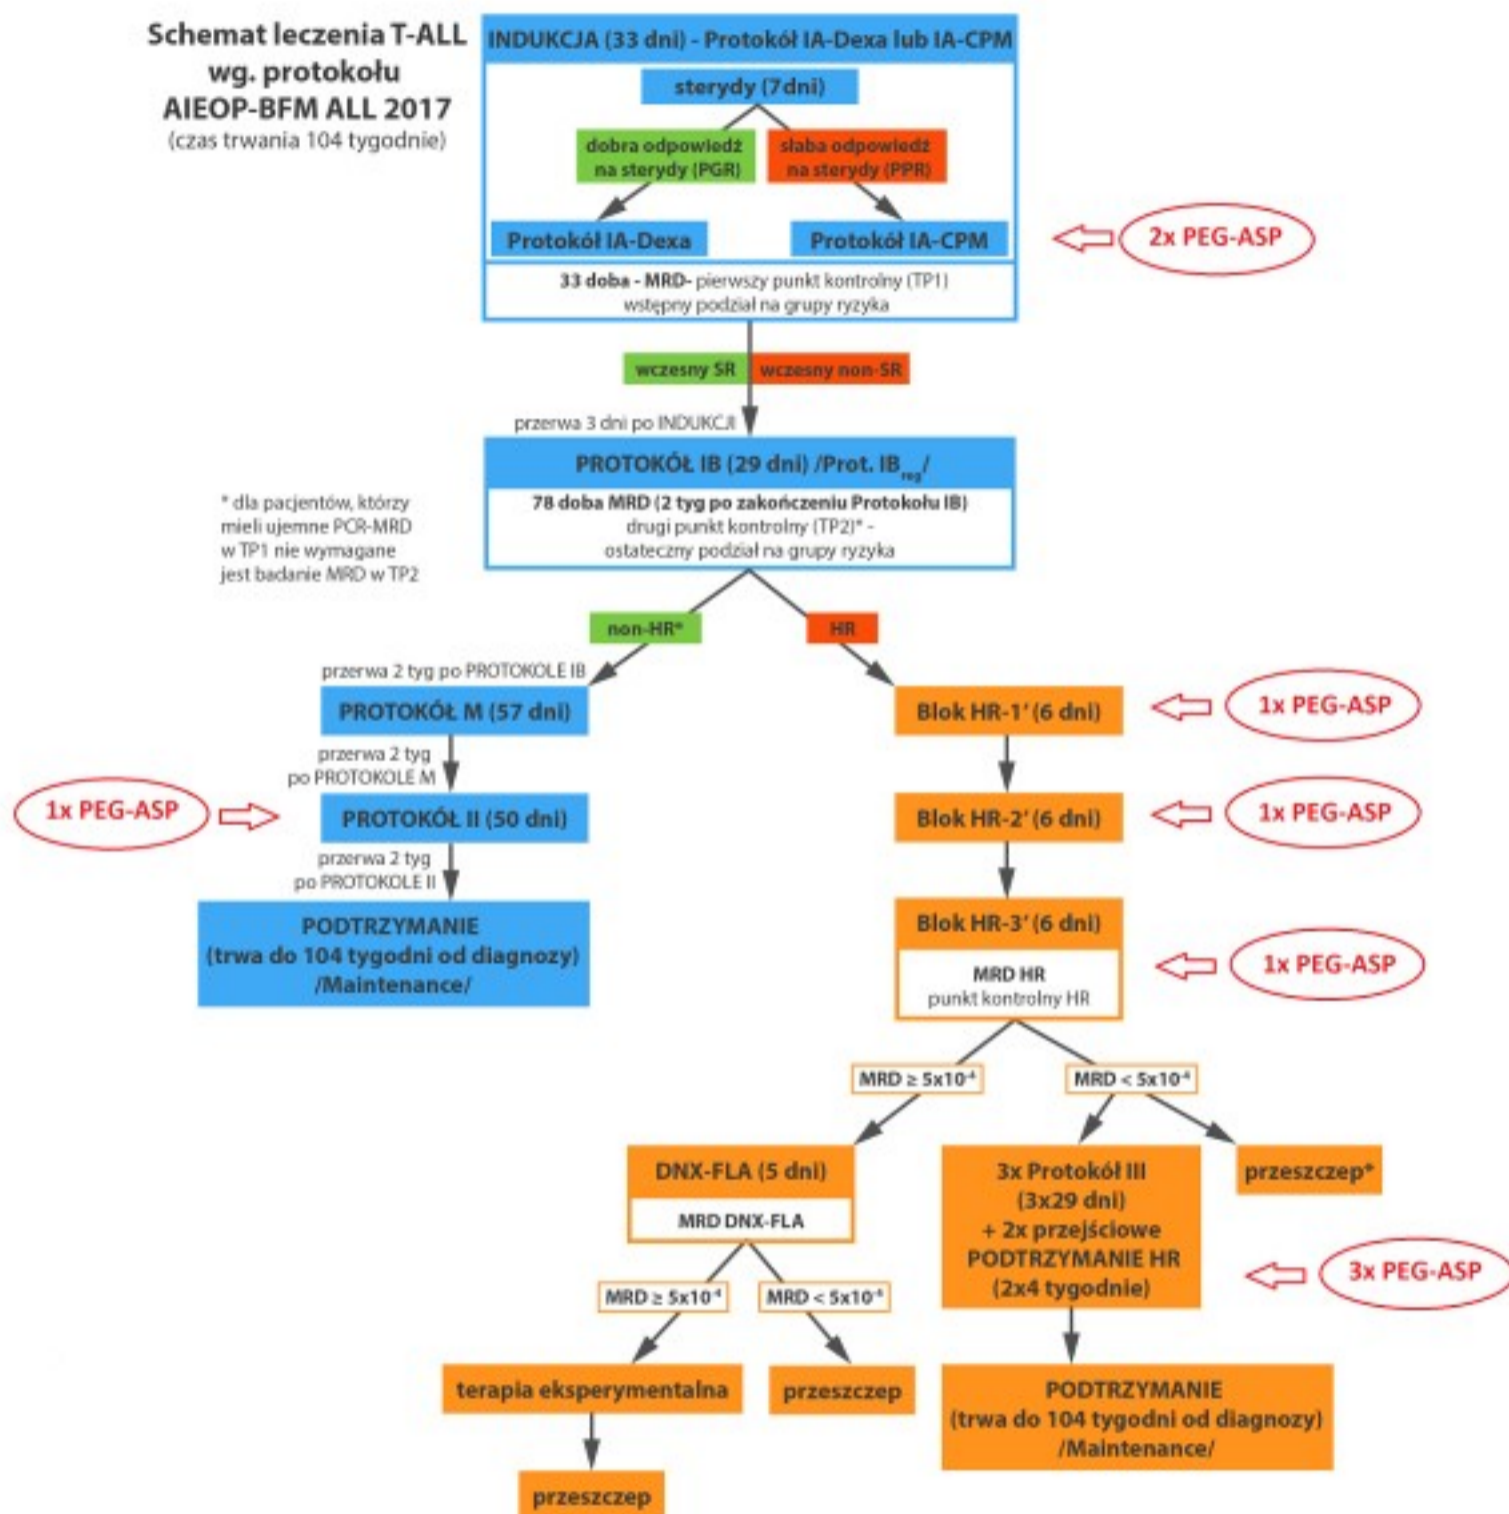 Schemat leczenia T-ALL
wg. protokołu
AIEOP-BFM ALL 2017
(czas trwania 104 tygodnie)
INDUKCJA (33 dni) - Protokół IA-Dexa lub IA-CPM
sterydy (7dni)
dobra odpowiedź
na sterydy (PGR)
słaba odpowiedź
na sterydy (PPR)
Protokół IA-Dexa
Protokół IA-CPM
2x PEG-ASP
33 doba - MRD- pierwszy punkt kontrolny (TP1)
wstępny podział na grupy ryzyka
wczesny SR
wczesny non-SR
przerwa 3 dni po INDUKCJI
PROTOKÓŁ IB (29 dni) /Prot. IBreg/
78 doba MRD (2 tyg po zakończeniu Protokołu IB)
drugi punkt kontrolny (TP2)* -
ostateczny podział na grupy ryzyka
* dla pacjentów, którzy
mieli ujemne PCR-MRD
w TP1 nie wymagane
jest badanie MRD w TP2
non-HR*
HR
przerwa 2 tyg po PROTOKOLE IB
PROTOKÓŁ M (57 dni)
Blok HR-1' (6 dni)
1x PEG-ASP
przerwa 2 tyg
po PROTOKOLE M
1x PEG-ASP
PROTOKÓŁ II (50 dni)
Blok HR-2' (6 dni)
1x PEG-ASP
przerwa 2 tyg
po PROTOKOLE II
PODTRZYMANIE
(trwa do 104 tygodni od diagnozy)
/Maintenance/
Blok HR-3' (6 dni)
MRD HR
punkt kontrolny HR
1x PEG-ASP
MRD ≥ 5x10⁻⁴
MRD < 5x10⁻⁴
DNX-FLA (5 dni)
MRD DNX-FLA
3x Protokół III
(3x29 dni)
+ 2x przejściowe
PODTRZYMANIE HR
(2x4 tygodnie)
przeszczep*
3x PEG-ASP
MRD ≥ 5x10⁻⁴
MRD < 5x10⁻⁴
terapia eksperymentalna
przeszczep
PODTRZYMANIE
(trwa do 104 tygodni od diagnozy)
/Maintenance/
przeszczep